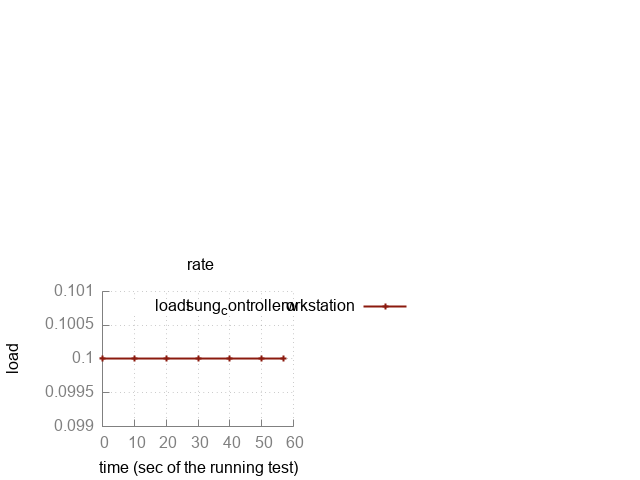 rate
0.101
loadtsung_controllerworkstation
0.1005
load
0.1
0.0995
0.099
0 10 20 30 40 50 60
time (sec of the running test)